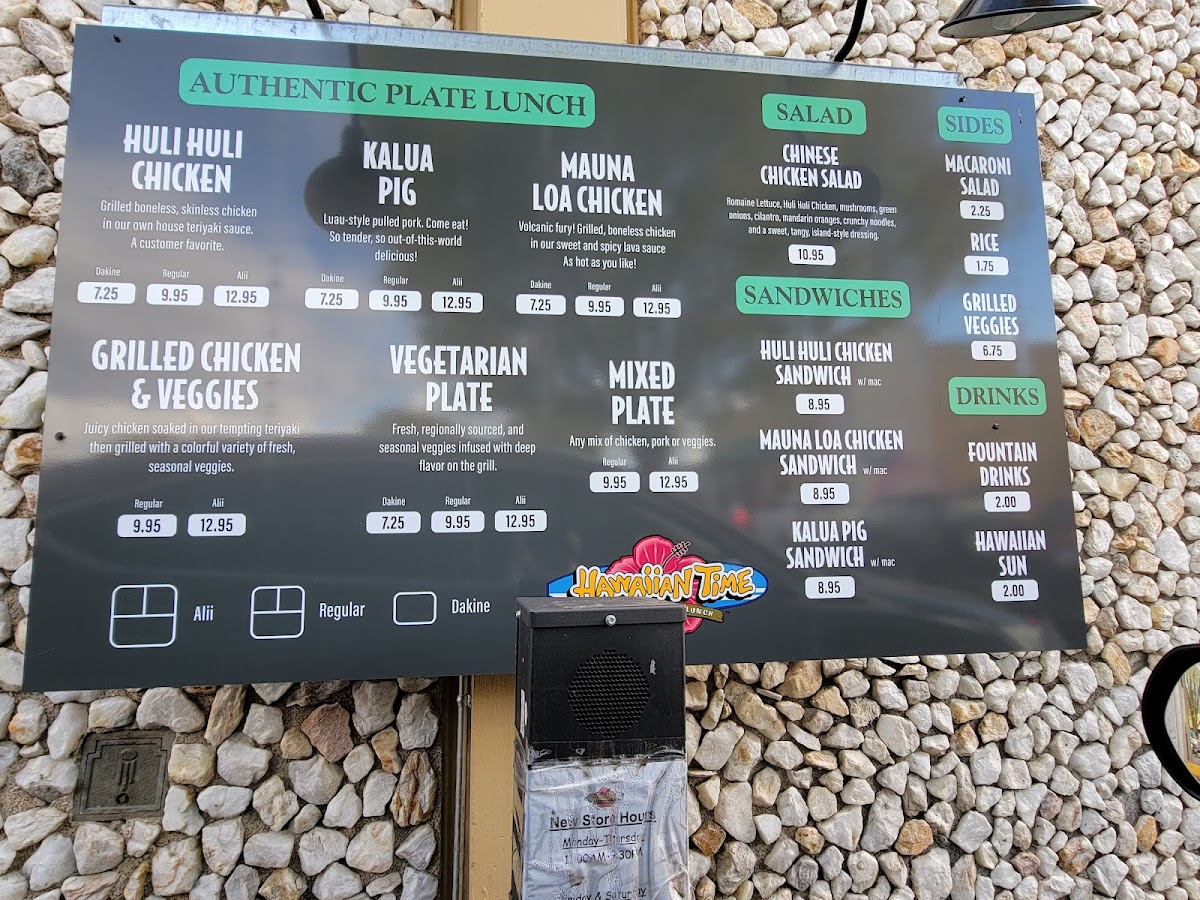 AUTHENTIC PLATE LUNCH
HULI HULI
CHICKEN
Grilled boneless, skinless chicken
in our own house teriyaki sauce.
A customer favorite.
Dakine Regular Alii
7.25 9.95 12.95
KALUA
PIG
Luau-style pulled pork. Come eat!
So tender, so out-of-this-world
delicious!
Dakine Regular Alii
7.25 9.95 12.95
MAUNA
LOA CHICKEN
Volcanic fury! Grilled, boneless chicken
in our sweet and spicy lava sauce
As hot as you like!
Dakine Regular Alii
7.25 9.95 12.95
GRILLED CHICKEN
& VEGGIES
Juicy chicken soaked in our tempting teriyaki
then grilled with a colorful variety of fresh,
seasonal veggies.
Regular Alii
9.95 12.95
VEGETARIAN
PLATE
Fresh, regionally sourced, and
seasonal veggies infused with deep
flavor on the grill.
Dakine Regular Alii
7.25 9.95 12.95
MIXED
PLATE
Any mix of chicken, pork or veggies.
Regular Alii
9.95 12.95
Alii Regular Dakine
SALAD
CHINESE
CHICKEN SALAD
Romaine Lettuce, Huli Huli Chicken, mushrooms, green
onions, cilantro, mandarin oranges, crunchy noodles,
and a sweet, tangy, island-style dressing.
10.95
SANDWICHES
HULI HULI CHICKEN
SANDWICH w/ mac
8.95
MAUNA LOA CHICKEN
SANDWICH w/ mac
8.95
KALUA PIG
SANDWICH w/ mac
8.95
SIDES
MACARONI
SALAD
2.25
RICE
1.75
GRILLED
VEGGIES
6.75
DRINKS
FOUNTAIN
DRINKS
2.00
HAWAIIAN
SUN
2.00
HAWAIIAN TIME
LUNCH
New Store Hours
Monday-Thursday
11:00AM
Friday & Saturday